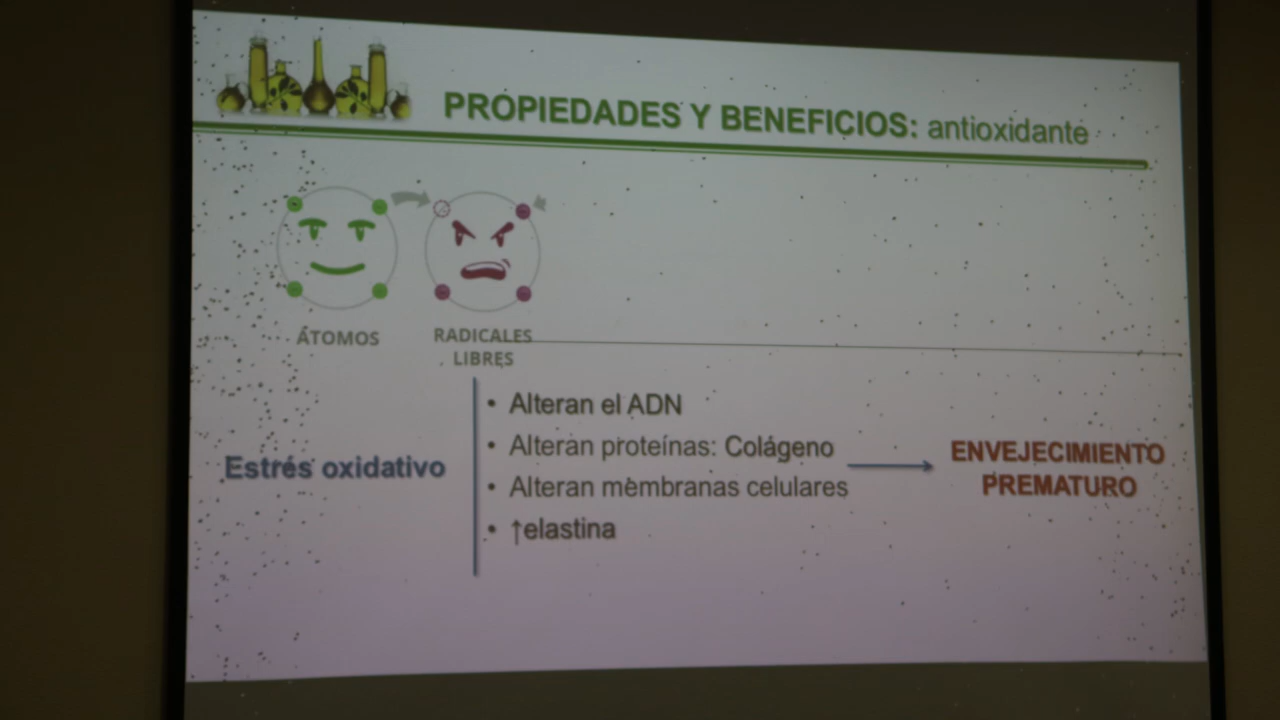 PROPIEDADES Y BENEFICIOS: antioxidante
ÁTOMOS
RADICALES
LIBRES
Estrés oxidativo
• Alteran el ADN
• Alteran proteínas: Colágeno
• Alteran membranas celulares
• ↑elastina
ENVEJECIMIENTO
PREMATURO